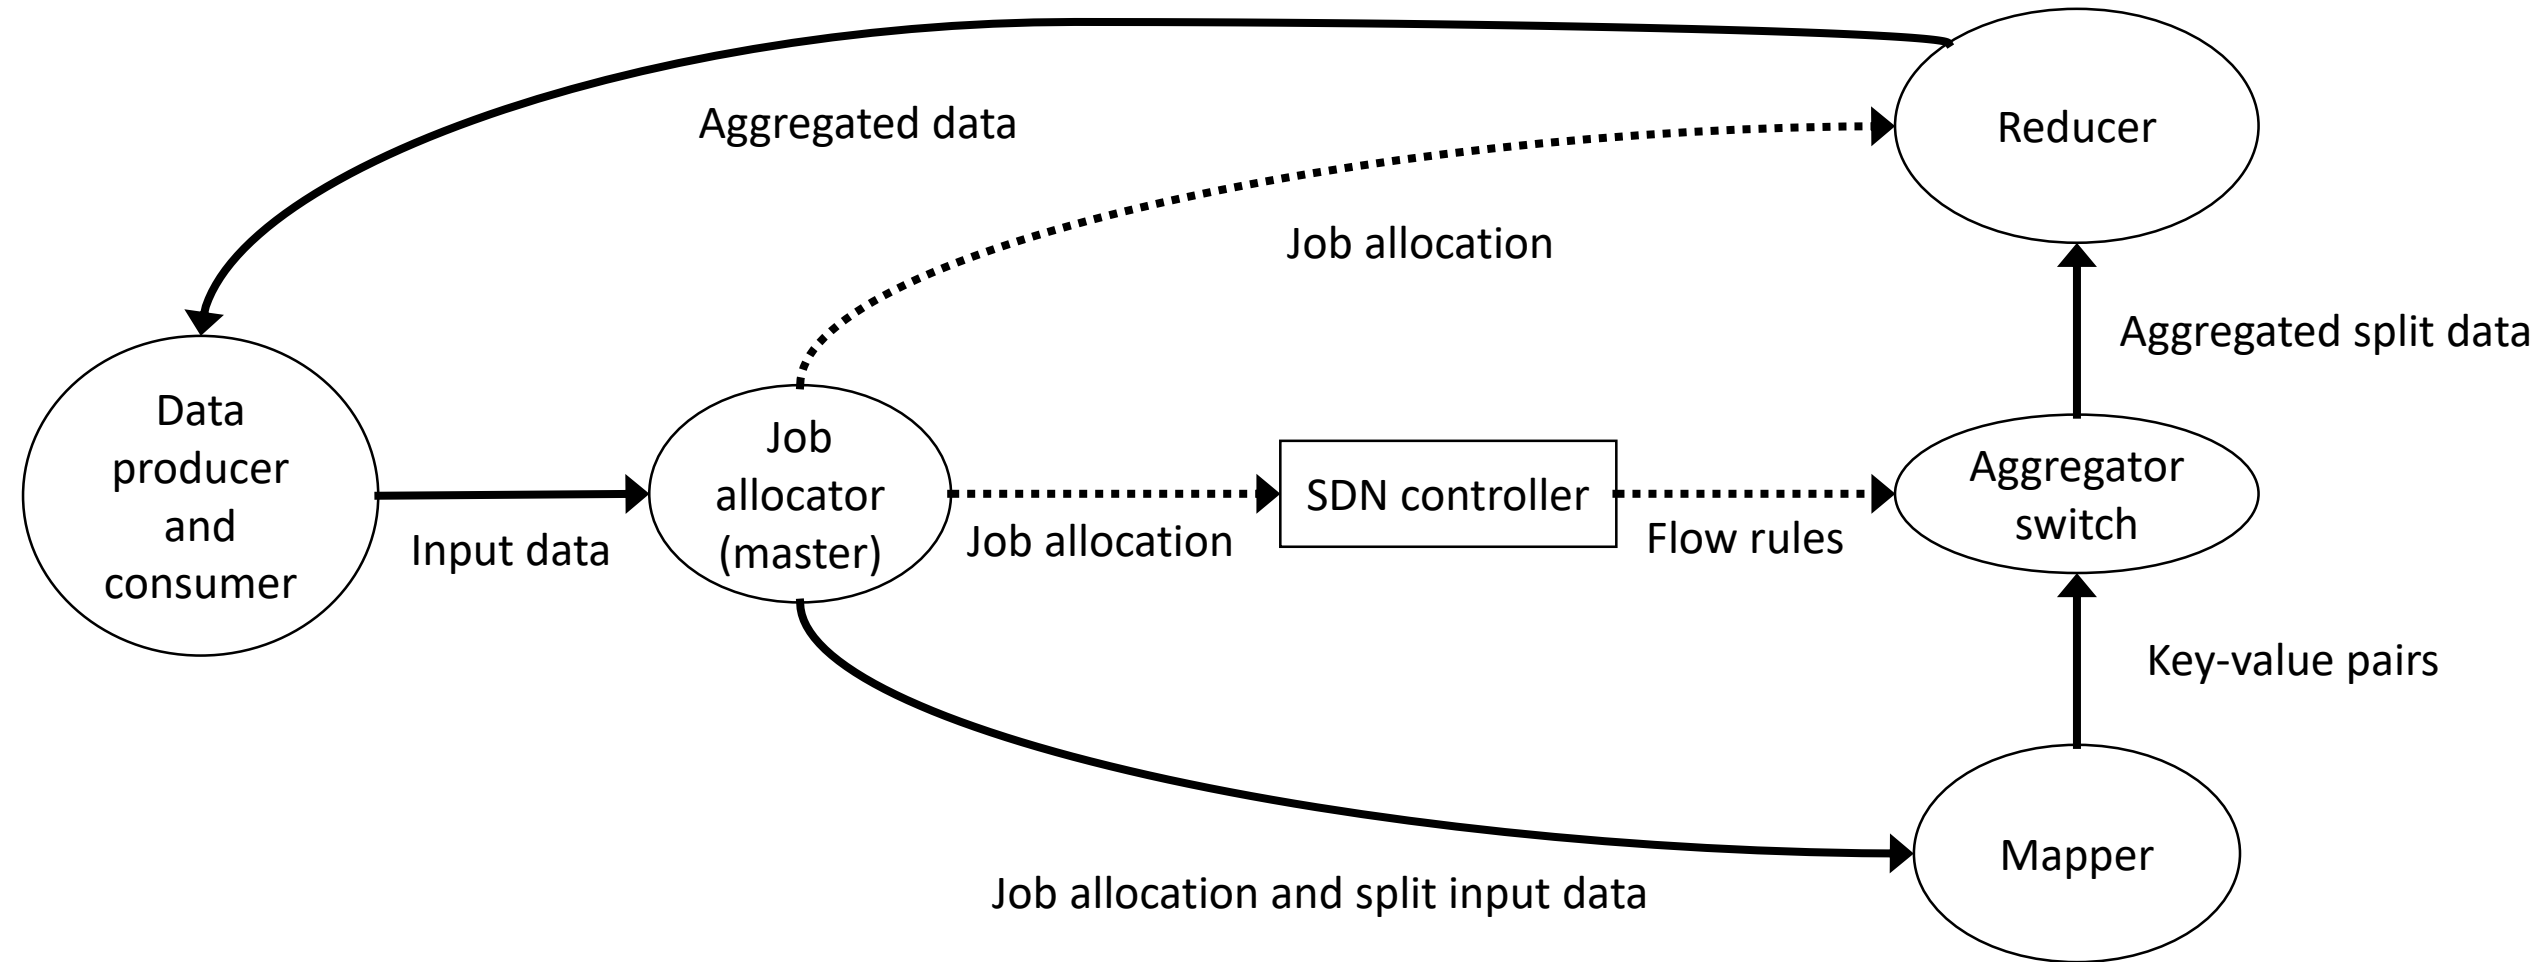 Aggregated data
Reducer
Job allocation
Aggregated split data
Data
producer
and
consumer
Input data
Job
allocator
(master)
Job allocation
SDN controller
Flow rules
Aggregator
switch
Key-value pairs
Mapper
Job allocation and split input data